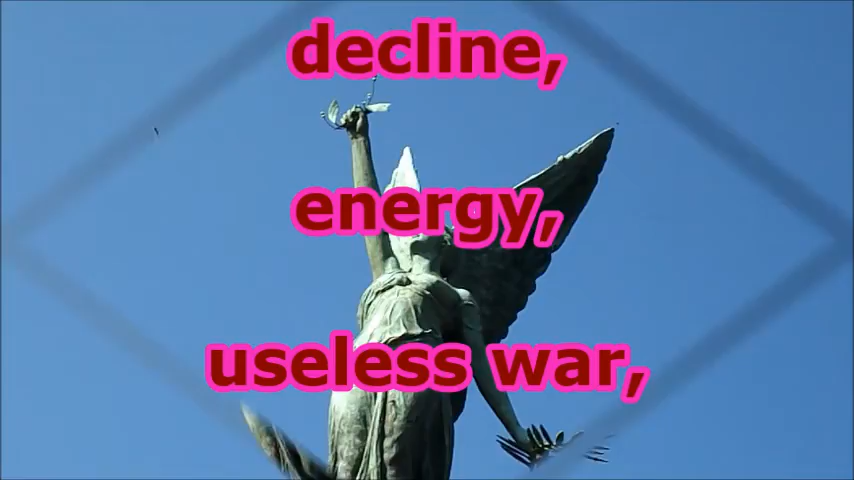 decline,
energy,
useless war,